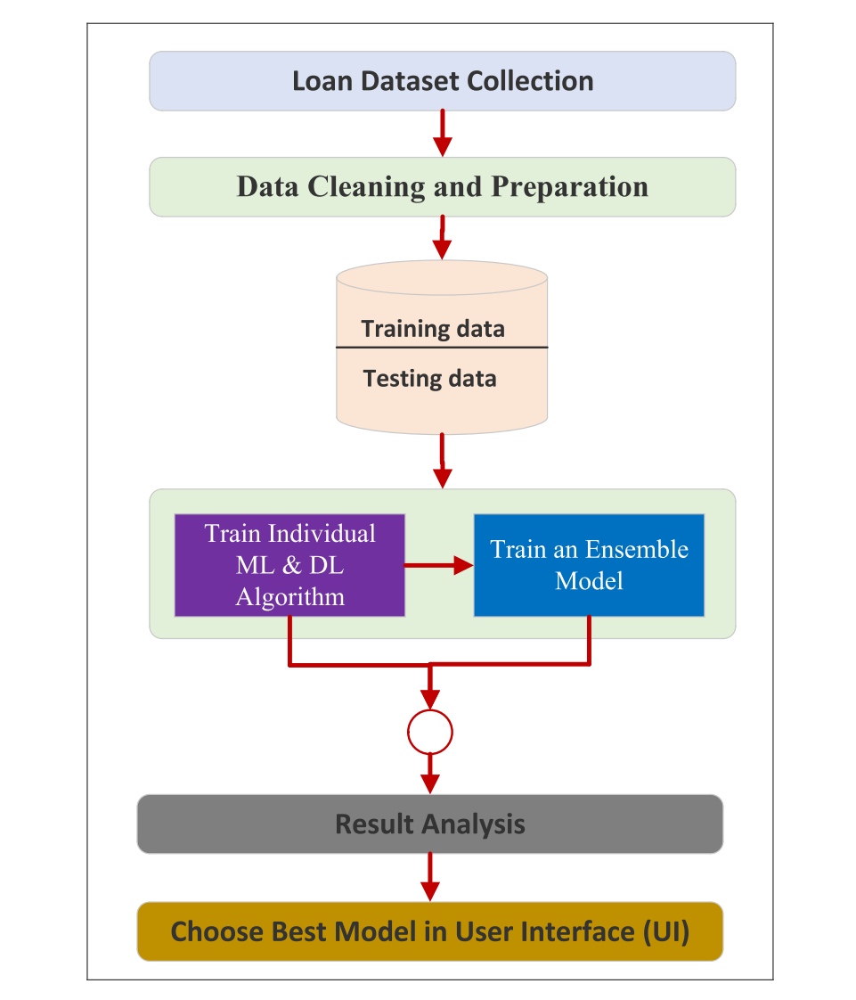 Loan Dataset Collection
Data Cleaning and Preparation
Training data
Testing data
Train Individual
ML & DL
Algorithm
Train an Ensemble
Model
Result Analysis
Choose Best Model in User Interface (UI)